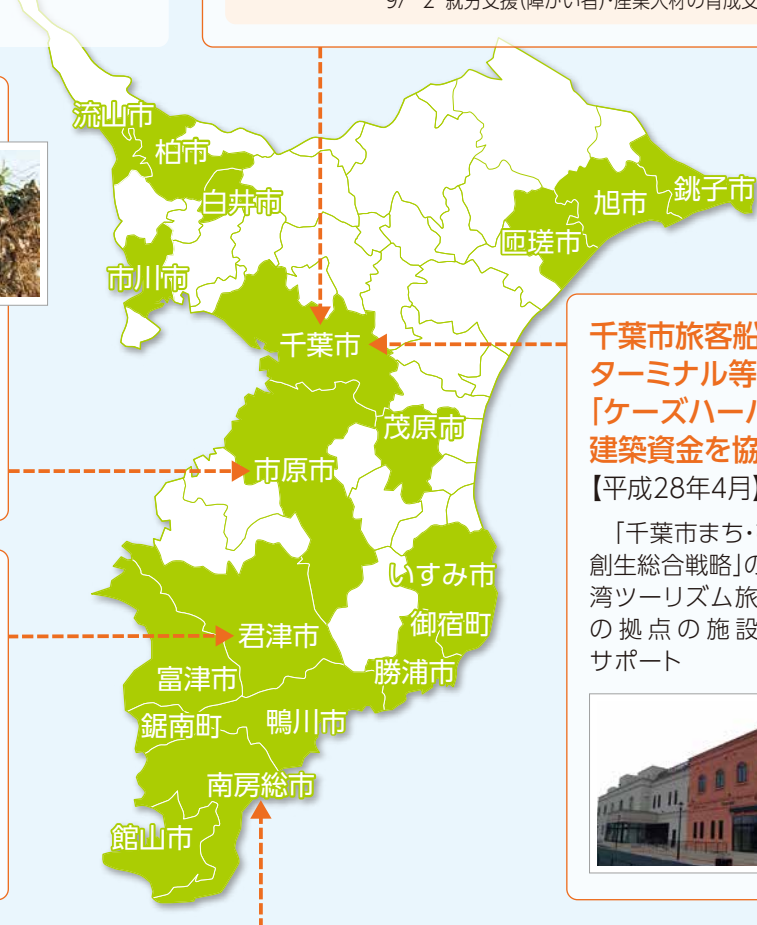 97 2 就労支援(障がい者)・産業人材の育成支
流山市
柏市
白井市
銚子市
旭市
匝瑳市
市川市
千葉市
茂原市
市原市
いすみ市
御宿町
君津市
勝浦市
富津市
鋸南町
鴨川市
南房総市
館山市
千葉市旅客船
ターミナル等
「ケーズハー
建築資金を協
【平成28年4月】
「千葉市まち・
創生総合戦略」の
湾ツーリズム旅
の拠点の施設
サポート